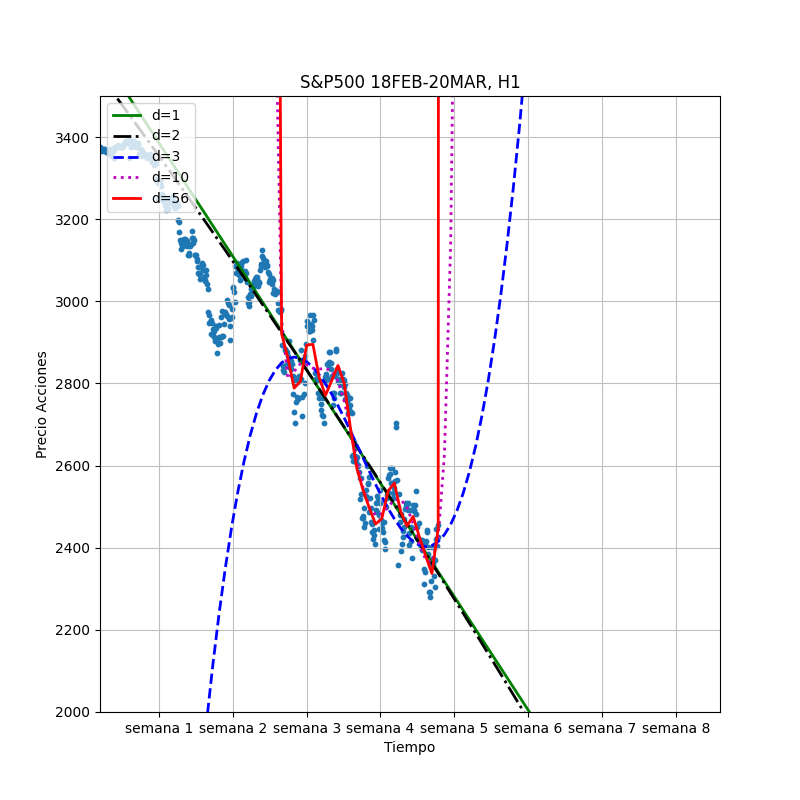 S&P500 18FEB-20MAR, H1
d=1
d=2
d=3
d=10
d=56
3400
3200
3000
2800
2600
2400
2200
2000
Precio Acciones
semana 1 semana 2 semana 3 semana 4 semana 5 semana 6 semana 7 semana 8
Tiempo